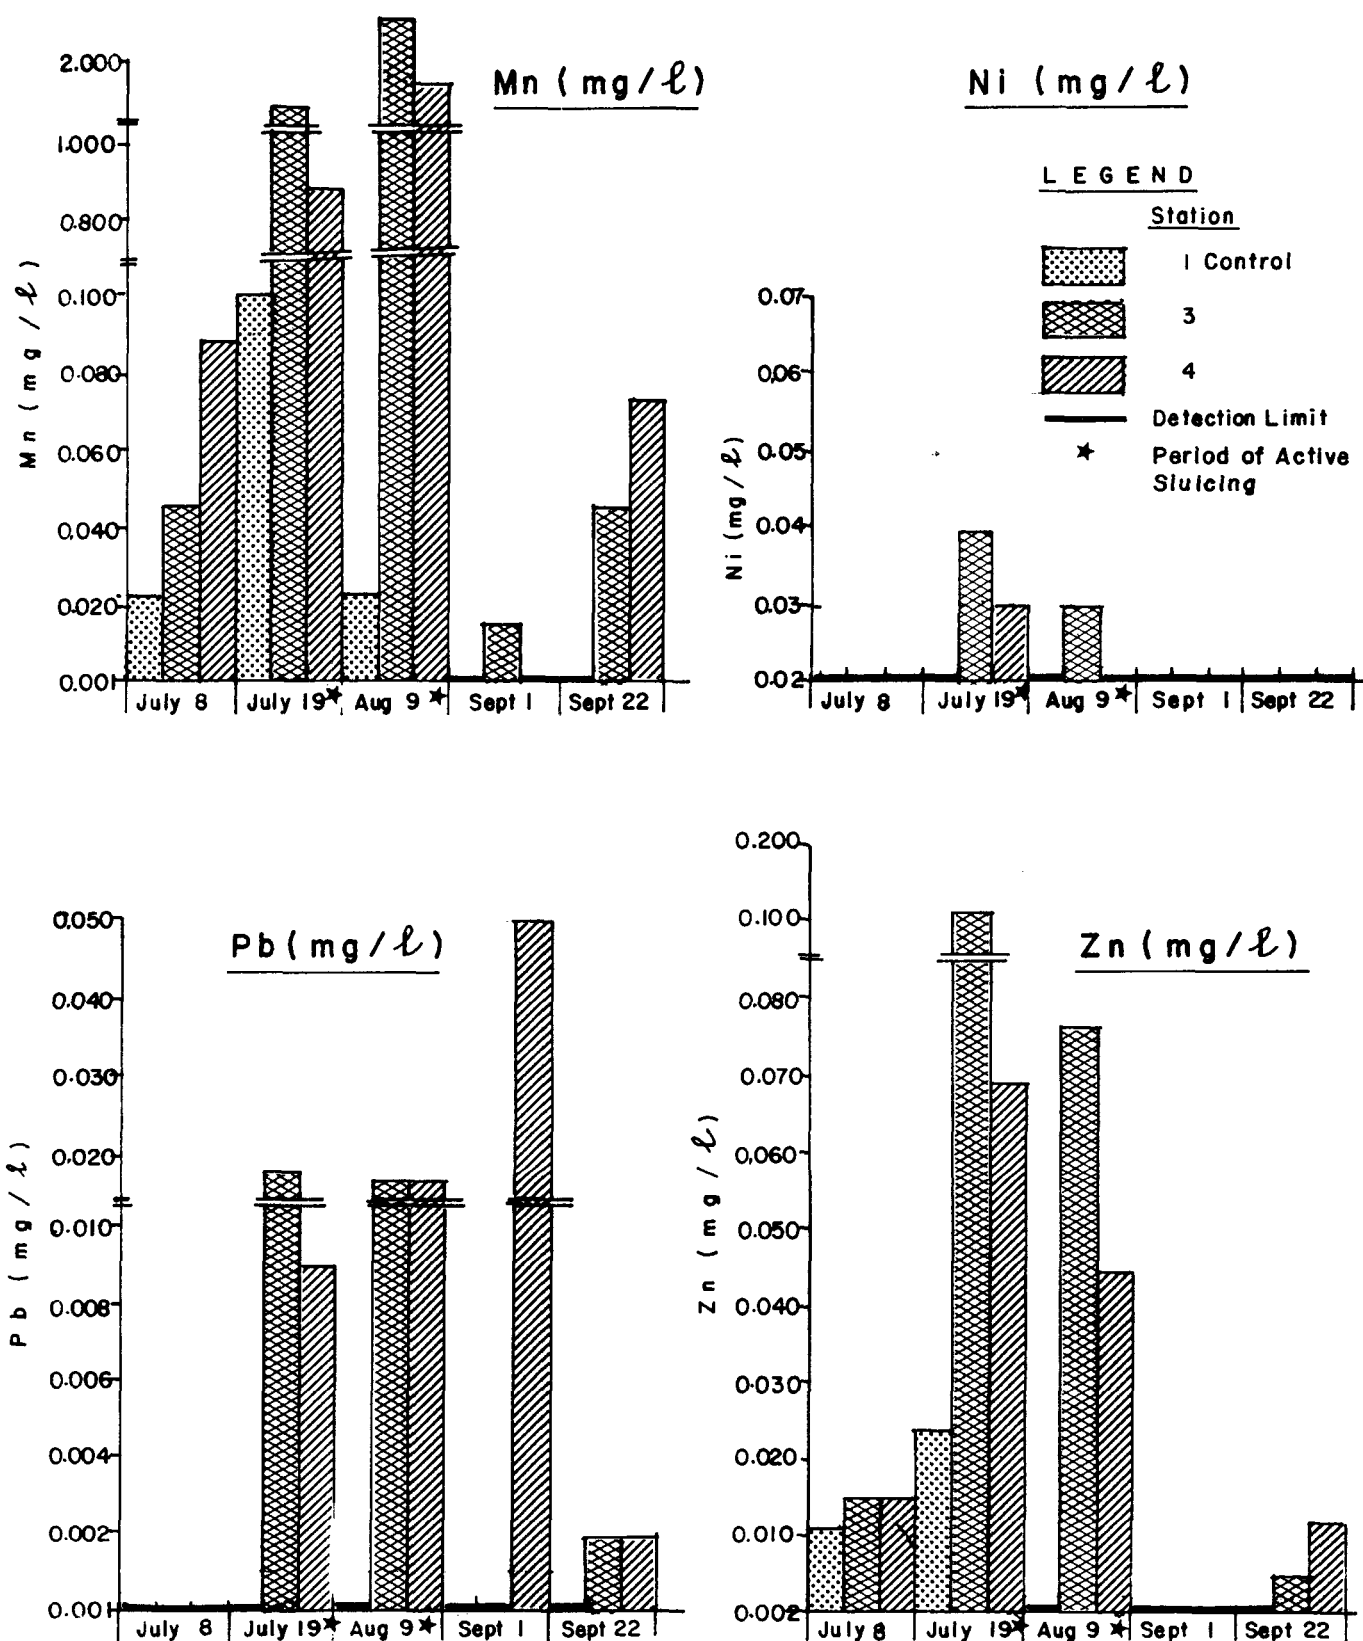 Mn (mg/ℓ)
2.000
1.000
0.800
0.100
0.080
0.060
0.040
0.020
0.001
Mn (mg/ℓ)
July 8 July 19★ Aug 9★ Sept 1 Sept 22
Ni (mg/ℓ)
LEGEND
Station
1 Control
3
4
Detection Limit
★ Period of Active
Sluicing
0.07
0.06
0.05
0.04
0.03
0.02
Ni (mg/ℓ)
July 8 July 19★ Aug 9★ Sept 1 Sept 22
Pb (mg/ℓ)
0.050
0.040
0.030
0.020
0.010
0.008
0.006
0.004
0.002
0.001
Pb (mg/ℓ)
July 8 July 19★ Aug 9★ Sept 1 Sept 22
Zn (mg/ℓ)
0.200
0.100
0.080
0.070
0.060
0.050
0.040
0.030
0.020
0.010
0.002
Zn (mg/ℓ)
July 8 July 19★ Aug 9★ Sept 1 Sept 22